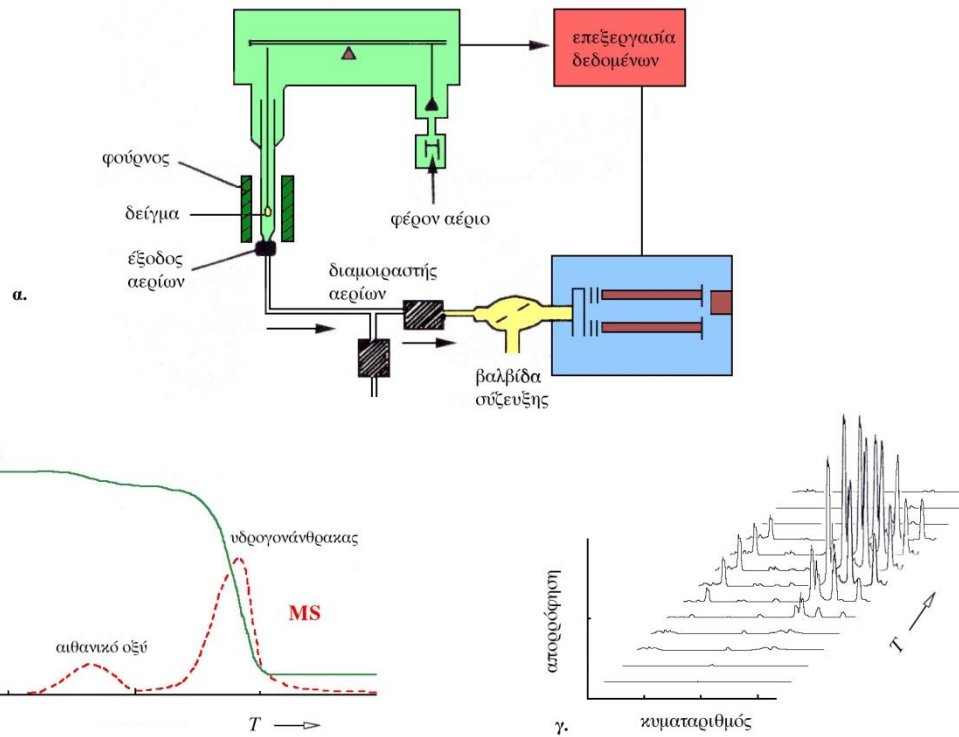 επεξεργασία
δεδομένων
φούρνος
δείγμα
φέρον αέριο
έξοδος
αερίων
διαμοιραστής
αερίων
α.
βαλβίδα
σύζευξης
υδρογονάνθρακας
MS
αιθανικό οξύ
T
απορρόφηση
T
γ.
κυματαριθμός